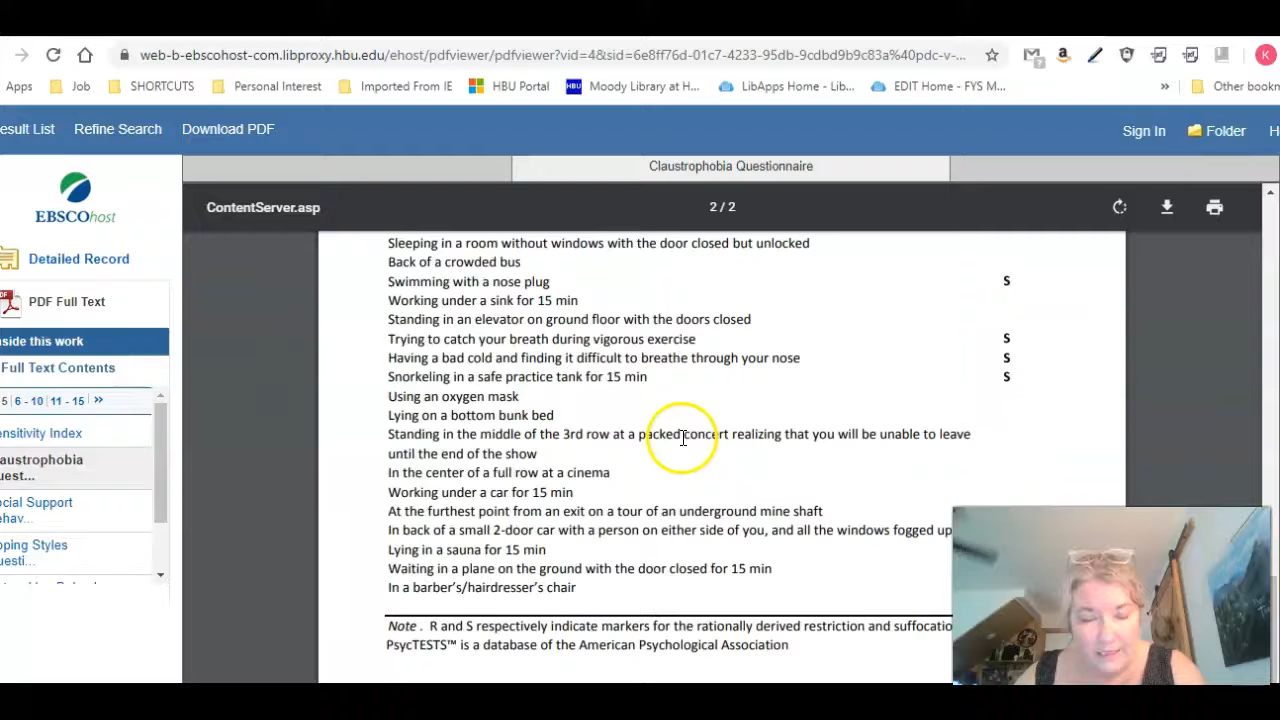 web-b-ebscohost-com.libproxy.hbu.edu/ehost/pdfviewer/pdfviewer?vid=4&sid=6e8ff76d-01c7-4233-95db-9cdbd9b9c83a%40pdc-v-...
K
Apps Job SHORTCUTS Personal Interest Imported From IE HBU Portal HBU Moody Library at H... LibApps Home - Lib... EDIT Home - FYS M... » Other bookm
esult List Refine Search Download PDF Sign In Folder H
Claustrophobia Questionnaire
EBSCOhost
ContentServer.asp 2 / 2
Detailed Record
PDF Full Text
nside this work
Full Text Contents
5 6 - 10 11 - 15 »
ensitivity Index
laustrophobia
uest...
ocial Support
ehav...
oping Styles
uesti...
Sleeping in a room without windows with the door closed but unlocked
Back of a crowded bus
Swimming with a nose plug S
Working under a sink for 15 min
Standing in an elevator on ground floor with the doors closed
Trying to catch your breath during vigorous exercise S
Having a bad cold and finding it difficult to breathe through your nose S
Snorkeling in a safe practice tank for 15 min S
Using an oxygen mask
Lying on a bottom bunk bed
Standing in the middle of the 3rd row at a packed concert realizing that you will be unable to leave
until the end of the show
In the center of a full row at a cinema
Working under a car for 15 min
At the furthest point from an exit on a tour of an underground mine shaft
In back of a small 2-door car with a person on either side of you, and all the windows fogged up
Lying in a sauna for 15 min
Waiting in a plane on the ground with the door closed for 15 min
In a barber's/hairdresser's chair
Note . R and S respectively indicate markers for the rationally derived restriction and suffocatio
PsycTESTS™ is a database of the American Psychological Association